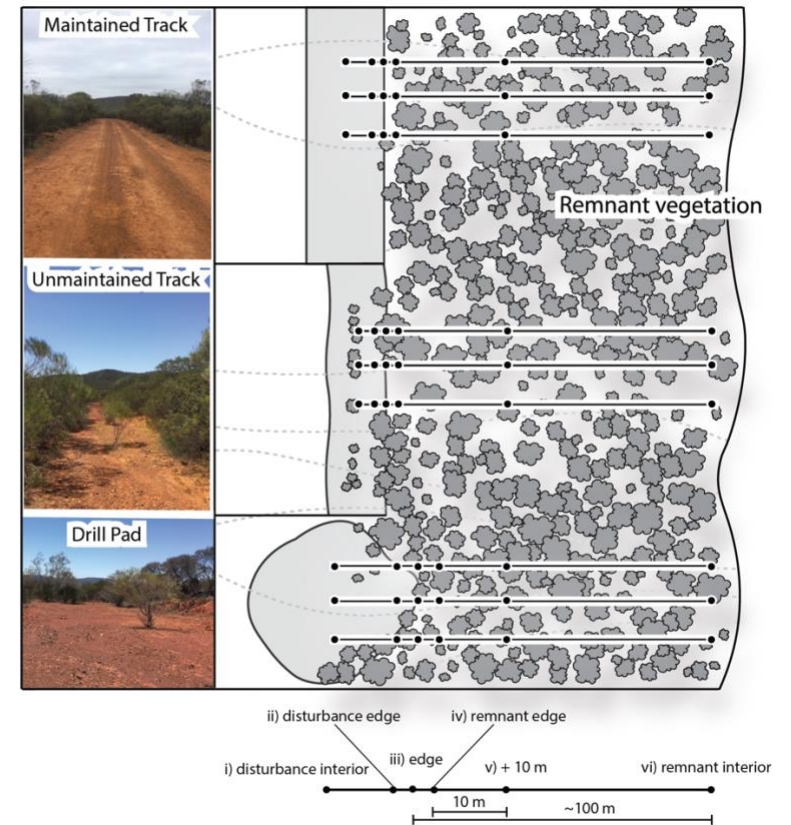 Maintained Track
Remnant vegetation
Unmaintained Track
Drill Pad
ii) disturbance edge
iv) remnant edge
iii) edge
i) disturbance interior
v) + 10 m
vi) remnant interior
10 m
~100 m